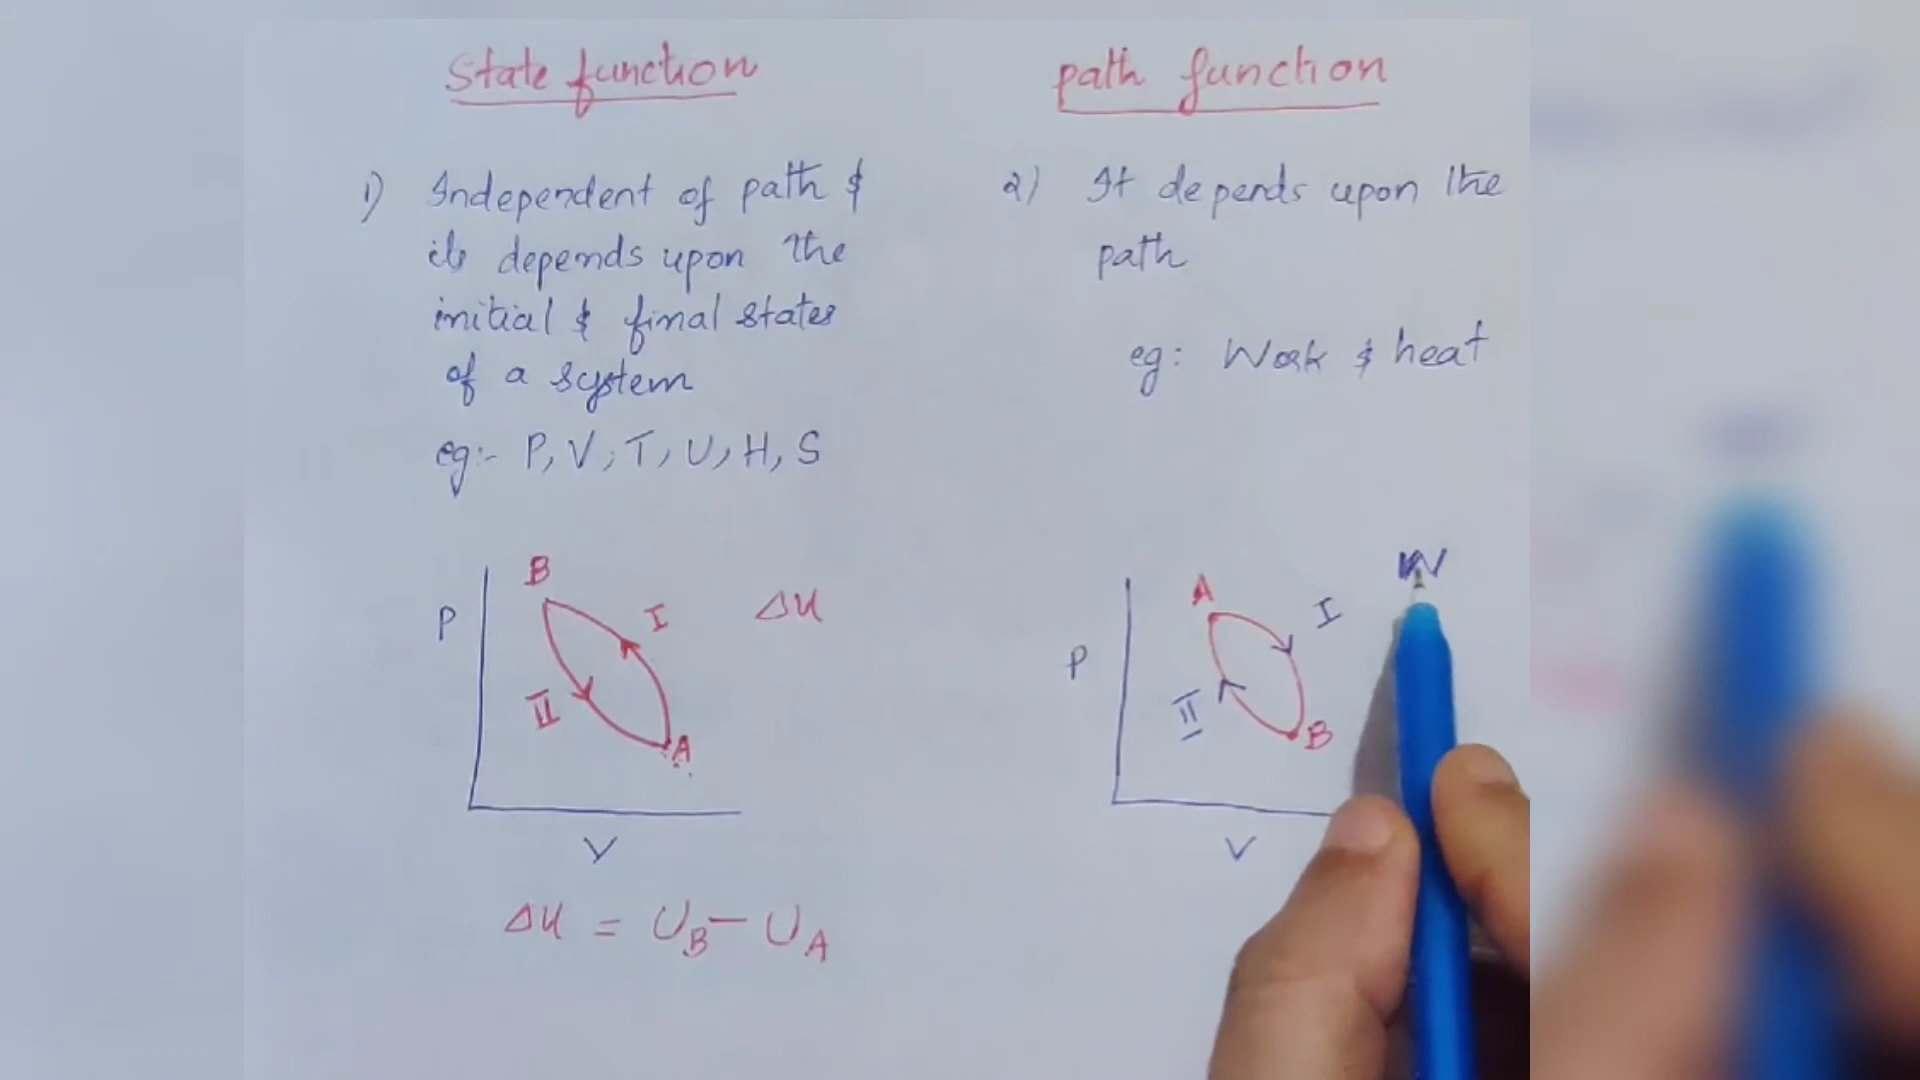 State function
1) Independent of path &
its depends upon the
initial & final states
of a system
eg:- P, V, T, U, H, S
B
P
I
ΔU
II
A
V
ΔU = U_B - U_A
path function
2) It depends upon the
path
eg: Work & heat
W
A
I
P
II
B
V